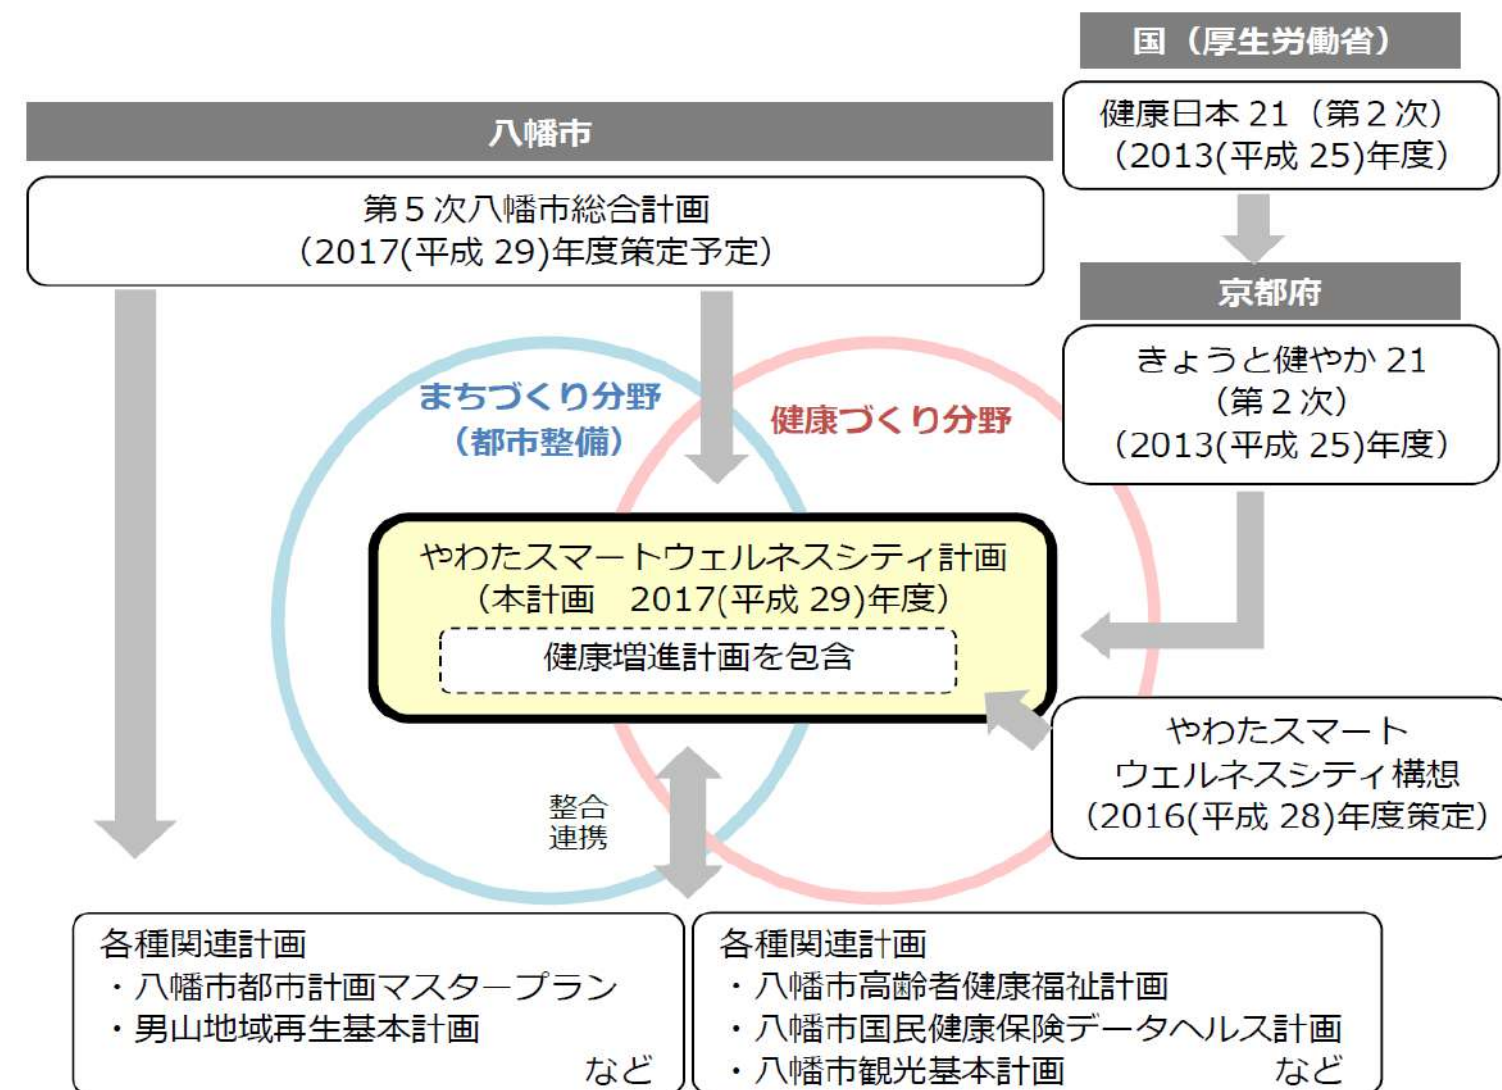 国（厚生労働省）
健康日本 21（第２次）
（2013(平成 25)年度）
八幡市
第５次八幡市総合計画
（2017(平成 29)年度策定予定）
京都府
きょうと健やか 21
（第２次）
（2013(平成 25)年度）
まちづくり分野
（都市整備）
健康づくり分野
やわたスマートウェルネスシティ計画
（本計画　2017(平成 29)年度）
健康増進計画を包含
やわたスマート
ウェルネスシティ構想
（2016(平成 28)年度策定）
整合
連携
各種関連計画
・八幡市都市計画マスタープラン
・男山地域再生基本計画
など
各種関連計画
・八幡市高齢者健康福祉計画
・八幡市国民健康保険データヘルス計画
・八幡市観光基本計画　　　　　など